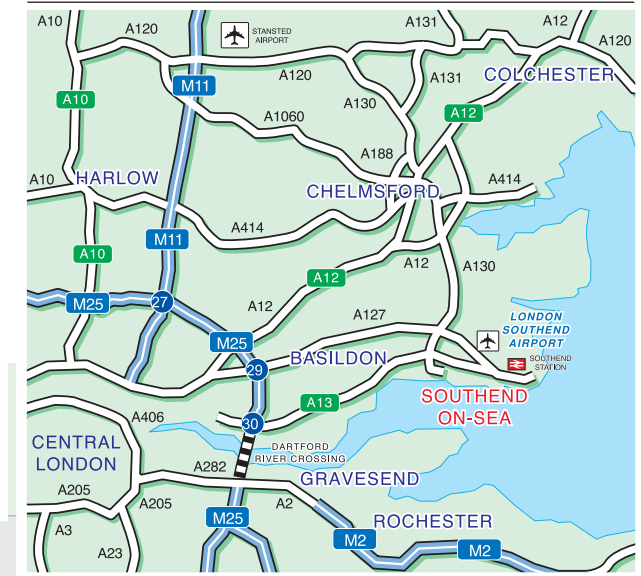 A10
A131
A12
A120
STANSTED
AIRPORT
A120
A120
A131
COLCHESTER
M11
A10
A130
A12
A1060
A188
A10
HARLOW
CHELMSFORD
A414
A414
M11
A10
A12
A130
A12
M25
27
A12
A127
LONDON
SOUTHEND
AIRPORT
M25
BASILDON
SOUTHEND
STATION
29
A13
SOUTHEND
ON-SEA
A406
30
CENTRAL
LONDON
DARTFORD
RIVER CROSSING
A282
GRAVESEND
A205
A205
A2
M25
ROCHESTER
A3
A23
M2
M2